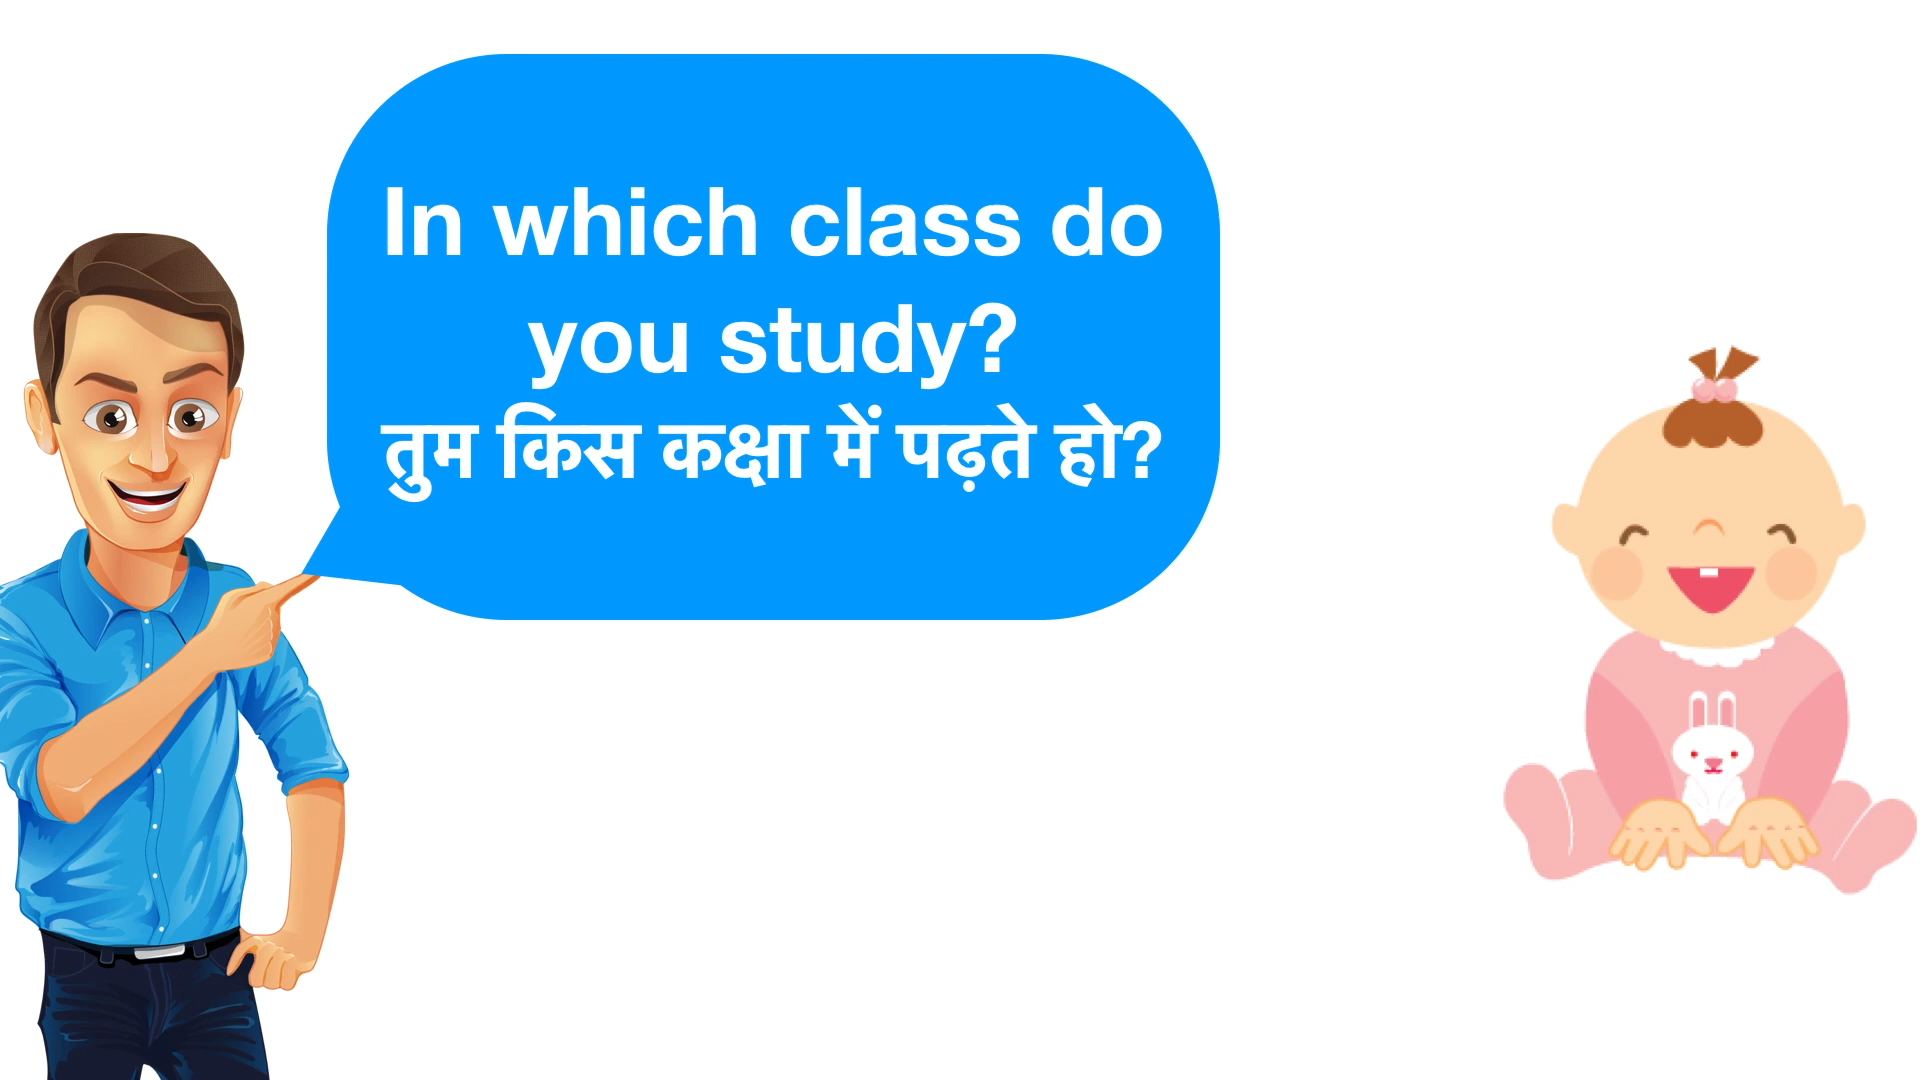 In which class do
you study?
तुम किस कक्षा में पढ़ते हो?